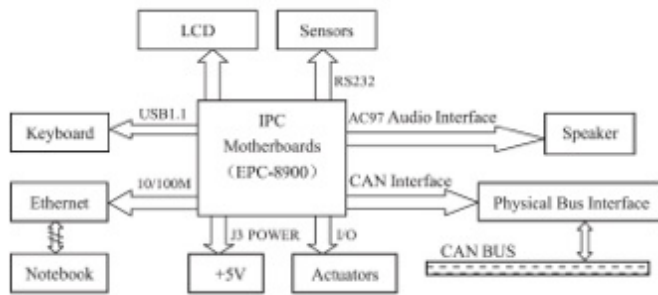 LCD
Sensors
RS232
USB1.1
IPC
Motherboards
(EPC-8900)
AC97 Audio Interface
Keyboard
Speaker
10/100M
CAN Interface
Ethernet
Physical Bus Interface
J3 POWER
I/O
CAN BUS
Notebook
+5V
Actuators